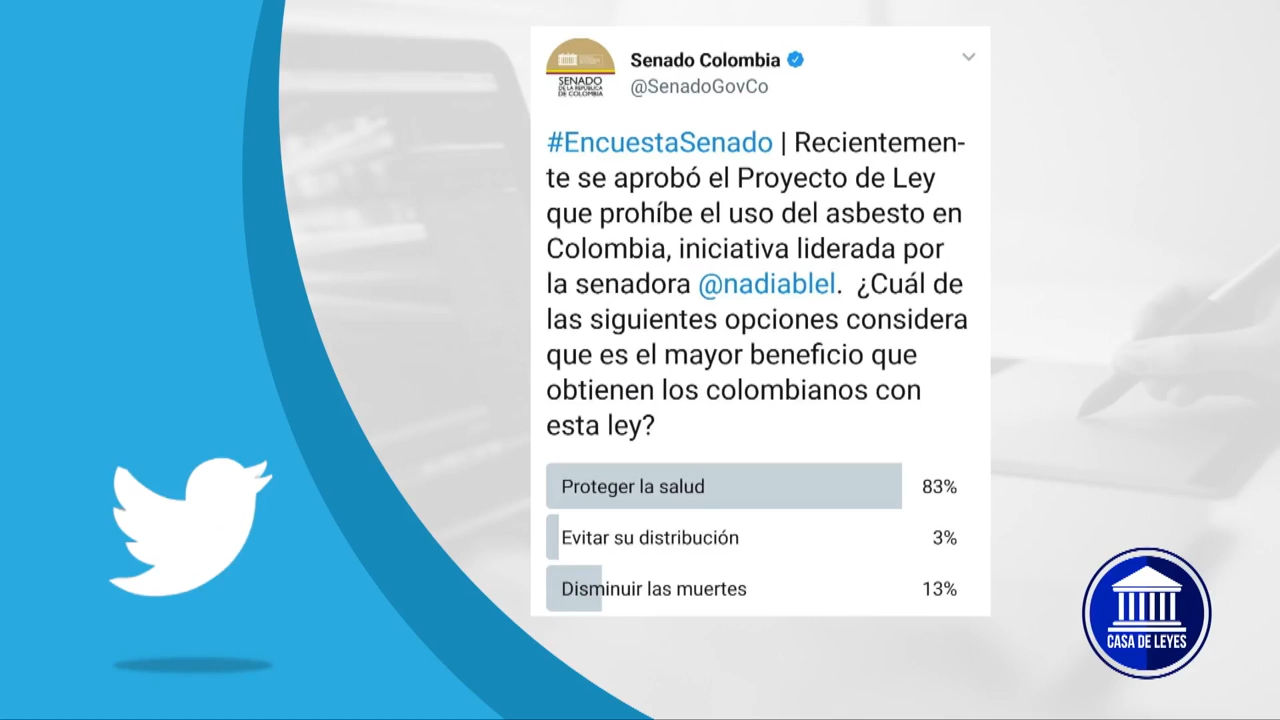 Senado Colombia
@SenadoGovCo
SENADO
DE LA REPÚBLICA
DE COLOMBIA
#EncuestaSenado | Recientemen-
te se aprobó el Proyecto de Ley
que prohíbe el uso del asbesto en
Colombia, iniciativa liderada por
la senadora @nadiablel. ¿Cuál de
las siguientes opciones considera
que es el mayor beneficio que
obtienen los colombianos con
esta ley?
Proteger la salud 83%
Evitar su distribución 3%
Disminuir las muertes 13%
CASA DE LEYES